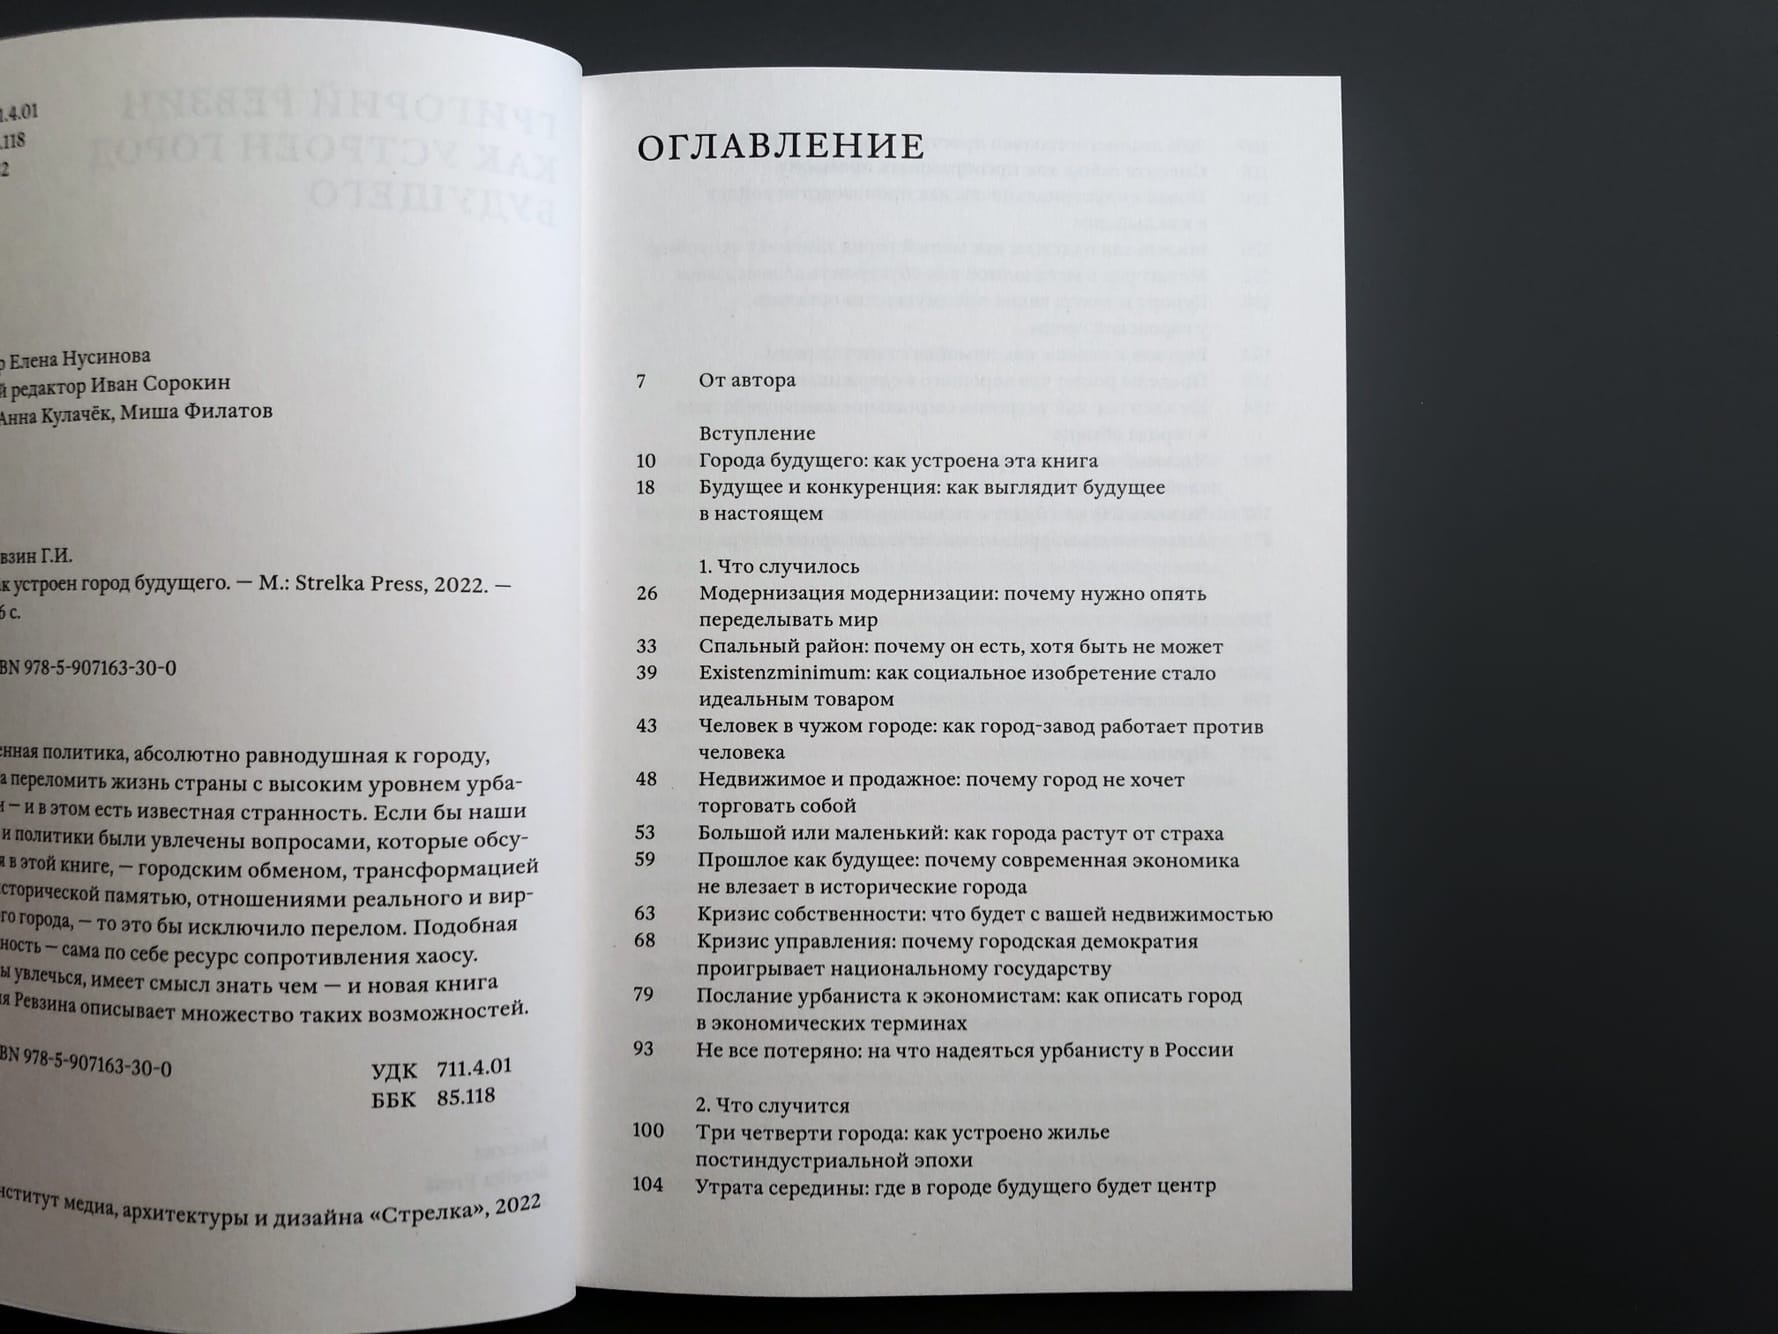 1.4.01
.118
2
Елена Нусинова
редактор Иван Сорокин
Анна Кулачёк, Миша Филатов
взин Г.И.
к устроен город будущего. — М.: Strelka Press, 2022. —
6 с.
BN 978-5-907163-30-0
енная политика, абсолютно равнодушная к городу,
а переломить жизнь страны с высоким уровнем урба-
и — и в этом есть известная странность. Если бы наши
и политики были увлечены вопросами, которые обсу-
я в этой книге, — городским обменом, трансформацией
сторической памятью, отношениями реального и вир-
го города, — то это бы исключило перелом. Подобная
ность — сама по себе ресурс сопротивления хаосу.
ы увлечься, имеет смысл знать чем — и новая книга
я Ревзина описывает множество таких возможностей.
BN 978-5-907163-30-0
УДК 711.4.01
ББК 85.118
нститут медиа, архитектуры и дизайна «Стрелка», 2022
ОГЛАВЛЕНИЕ
7 От автора
Вступление
10 Города будущего: как устроена эта книга
18 Будущее и конкуренция: как выглядит будущее
в настоящем
1. Что случилось
26 Модернизация модернизации: почему нужно опять
переделывать мир
33 Спальный район: почему он есть, хотя быть не может
39 Existenzminimum: как социальное изобретение стало
идеальным товаром
43 Человек в чужом городе: как город-завод работает против
человека
48 Недвижимое и продажное: почему город не хочет
торговать собой
53 Большой или маленький: как города растут от страха
59 Прошлое как будущее: почему современная экономика
не влезает в исторические города
63 Кризис собственности: что будет с вашей недвижимостью
68 Кризис управления: почему городская демократия
проигрывает национальному государству
79 Послание урбаниста к экономистам: как описать город
в экономических терминах
93 Не все потеряно: на что надеяться урбанисту в России
2. Что случится
100 Три четверти города: как устроено жилье
постиндустриальной эпохи
104 Утрата середины: где в городе будущего будет центр